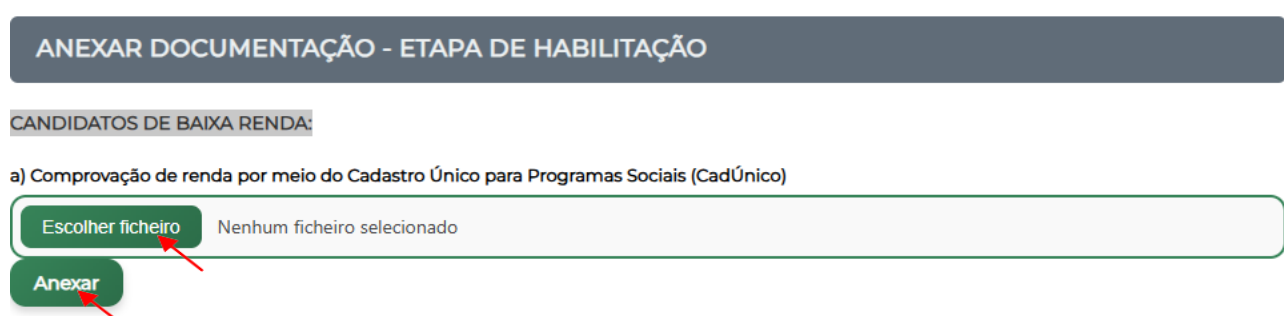 ANEXAR DOCUMENTAÇÃO - ETAPA DE HABILITAÇÃO
CANDIDATOS DE BAIXA RENDA:
a) Comprovação de renda por meio do Cadastro Único para Programas Sociais (CadÚnico)
Escolher ficheiro Nenhum ficheiro selecionado
Anexar